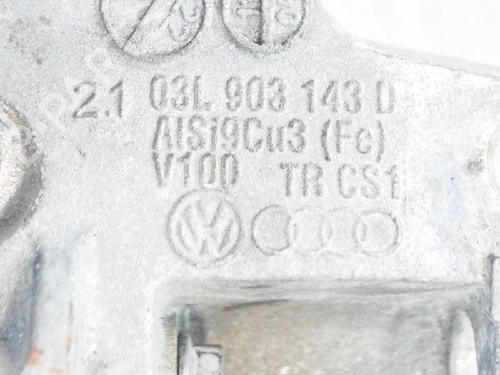 2.1 03L 903 143 D
AlSi9Cu3 (Fe)
V100 TR CS1